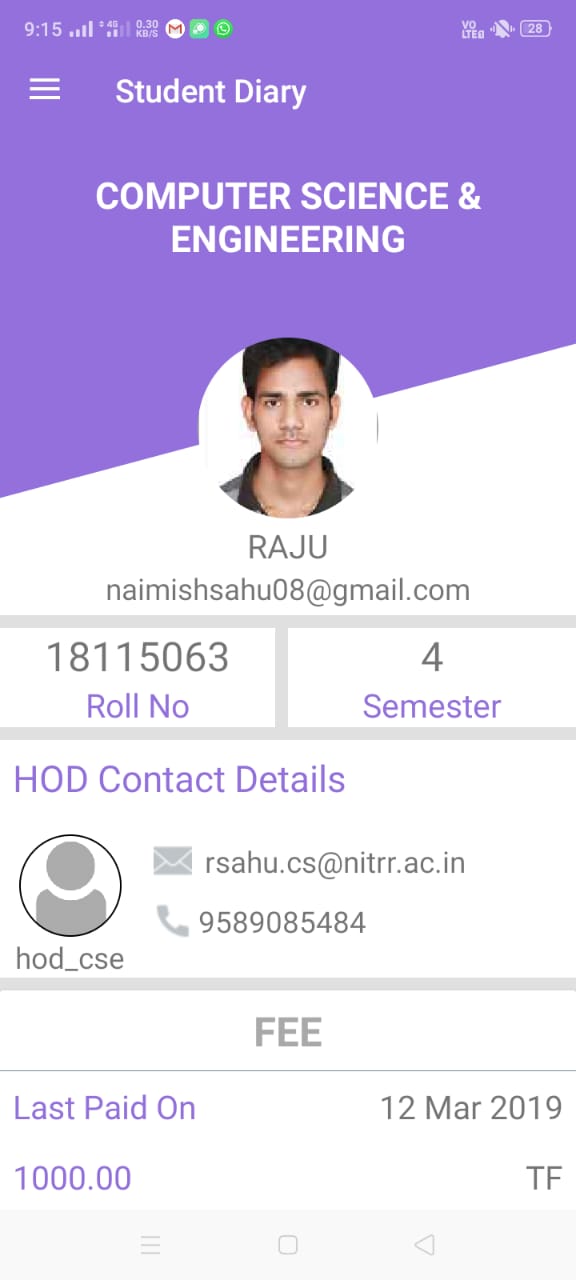 9:15 4G 0.30 KB/S VO LTE 28
Student Diary
COMPUTER SCIENCE &
ENGINEERING
RAJU
naimishsahu08@gmail.com
18115063 4
Roll No Semester
HOD Contact Details
rsahu.cs@nitrr.ac.in
9589085484
hod_cse
FEE
Last Paid On 12 Mar 2019
1000.00 TF